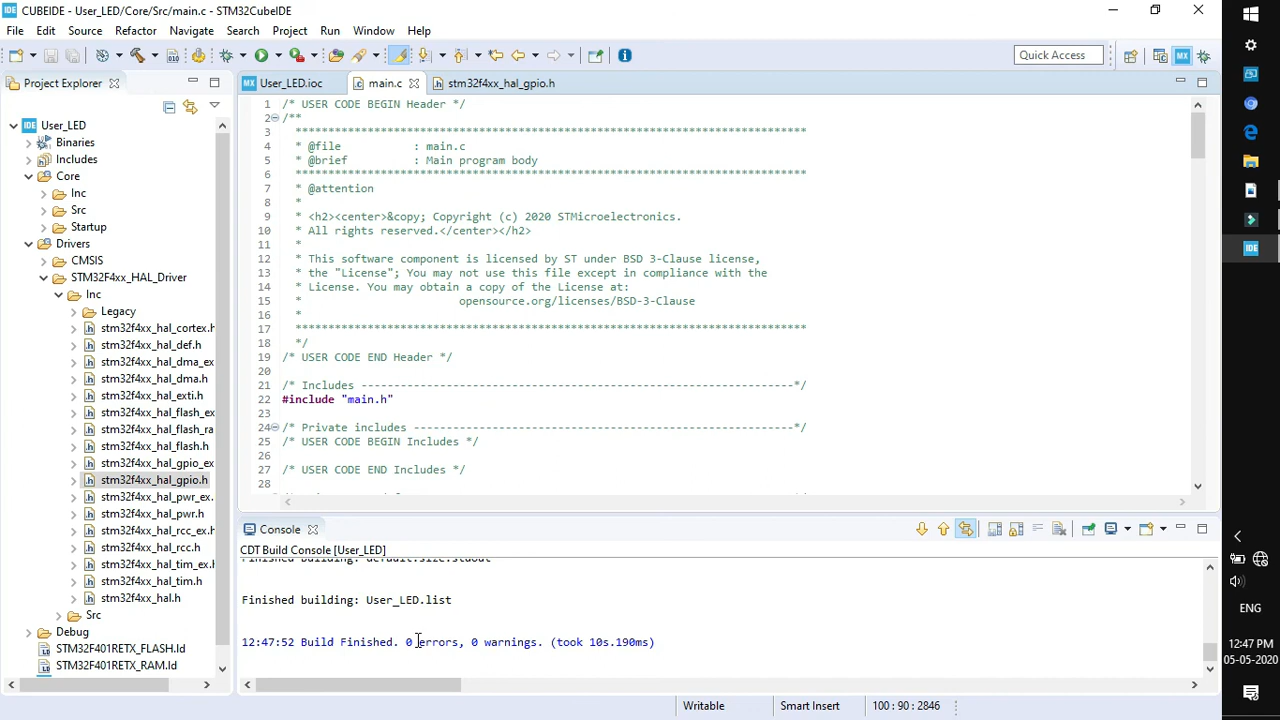 CUBEIDE - User_LED/Core/Src/main.c - STM32CubeIDE
File Edit Source Refactor Navigate Search Project Run Window Help
Quick Access
Project Explorer
User_LED.ioc main.c stm32f4xx_hal_gpio.h
User_LED
Binaries
Includes
Core
Inc
Src
Startup
Drivers
CMSIS
STM32F4xx_HAL_Driver
Inc
Legacy
stm32f4xx_hal_cortex.h
stm32f4xx_hal_def.h
stm32f4xx_hal_dma_ex
stm32f4xx_hal_dma.h
stm32f4xx_hal_exti.h
stm32f4xx_hal_flash_ex
stm32f4xx_hal_flash_ra
stm32f4xx_hal_flash.h
stm32f4xx_hal_gpio_ex
stm32f4xx_hal_gpio.h
stm32f4xx_hal_pwr_ex.
stm32f4xx_hal_pwr.h
stm32f4xx_hal_rcc_ex.h
stm32f4xx_hal_rcc.h
stm32f4xx_hal_tim_ex.h
stm32f4xx_hal_tim.h
stm32f4xx_hal.h
Src
Debug
STM32F401RETX_FLASH.ld
STM32F401RETX_RAM.ld
1 /* USER CODE BEGIN Header */
2 /**
3 ******************************************************************************
4 * @file : main.c
5 * @brief : Main program body
6 ******************************************************************************
7 * @attention
8 *
9 * <h2><center>&copy; Copyright (c) 2020 STMicroelectronics.
10 * All rights reserved.</center></h2>
11 *
12 * This software component is licensed by ST under BSD 3-Clause license,
13 * the "License"; You may not use this file except in compliance with the
14 * License. You may obtain a copy of the License at:
15 * opensource.org/licenses/BSD-3-Clause
16 *
17 ******************************************************************************
18 */
19 /* USER CODE END Header */
20
21 /* Includes ------------------------------------------------------------------*/
22 #include "main.h"
23
24 /* Private includes ----------------------------------------------------------*/
25 /* USER CODE BEGIN Includes */
26
27 /* USER CODE END Includes */
28
Console
CDT Build Console [User_LED]
Finished building: default.size.stdout
Finished building: User_LED.list
12:47:52 Build Finished. 0 errors, 0 warnings. (took 10s.190ms)
Writable Smart Insert 100 : 90 : 2846
ENG
12:47 PM
05-05-2020